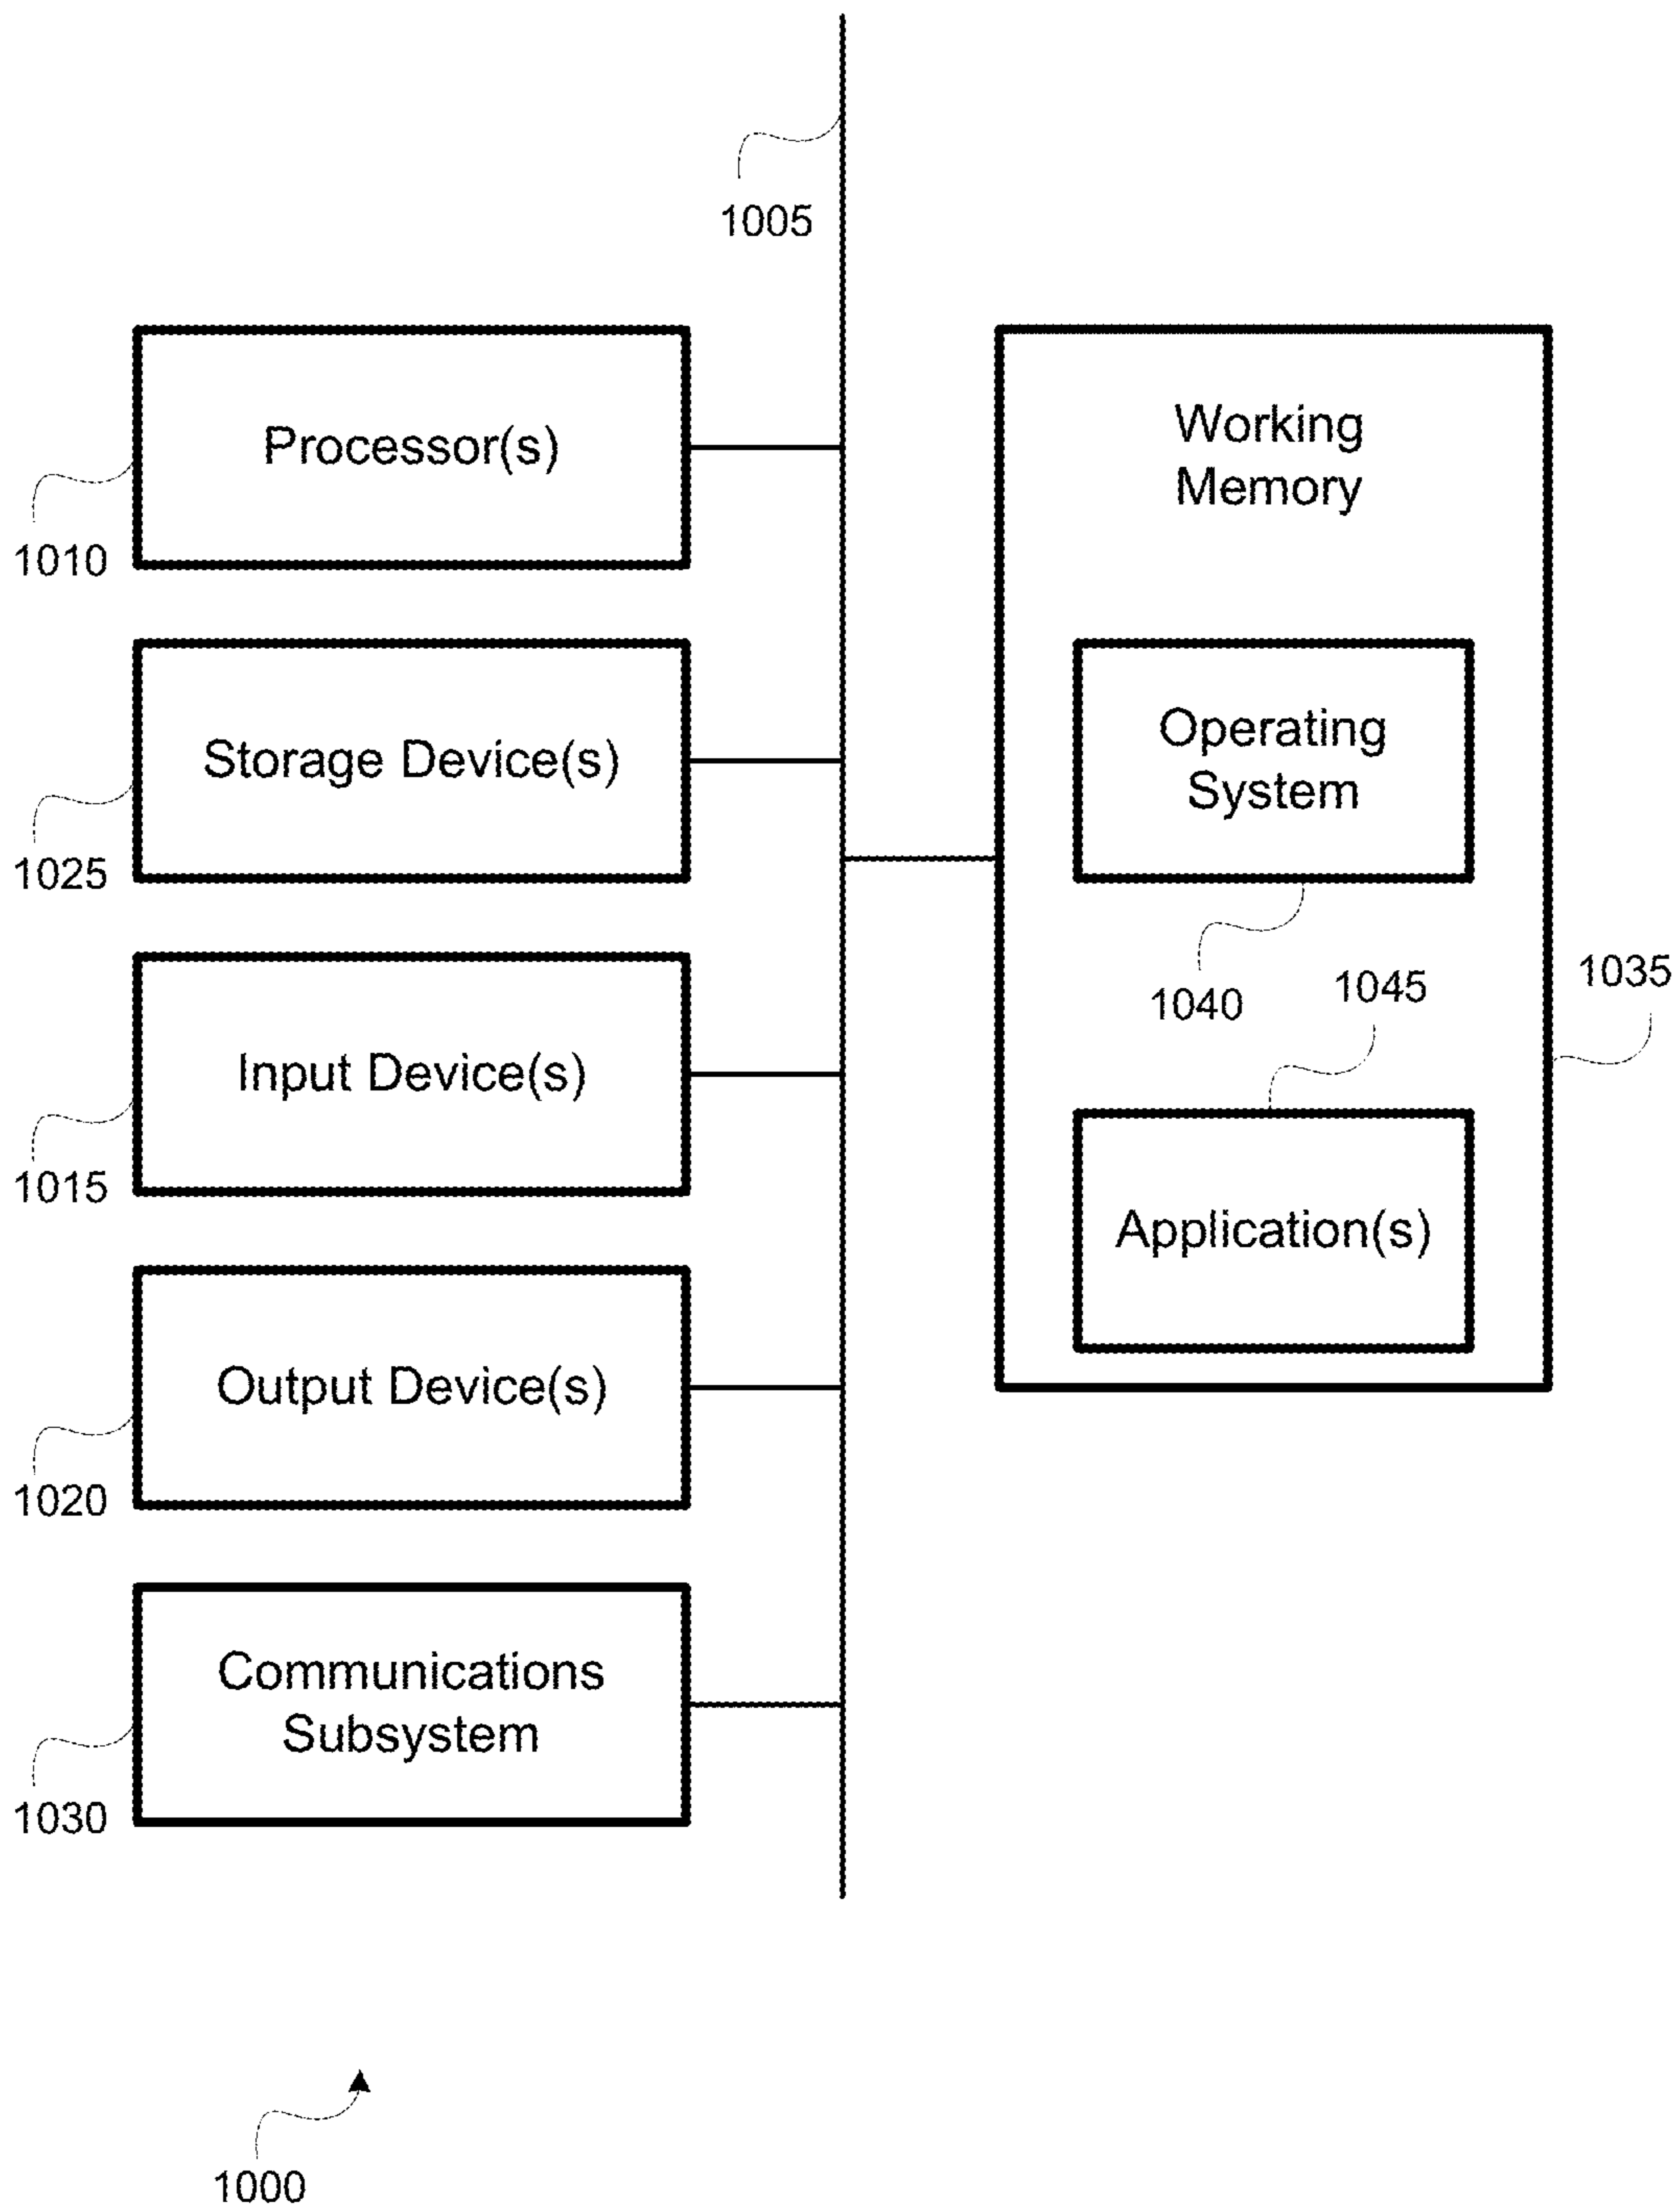 1005
Processor(s)
1010
Storage Device(s)
1025
Input Device(s)
1015
Output Device(s)
1020
Communications
Subsystem
1030
Working
Memory
Operating
System
1040
1045
1035
Application(s)
1000